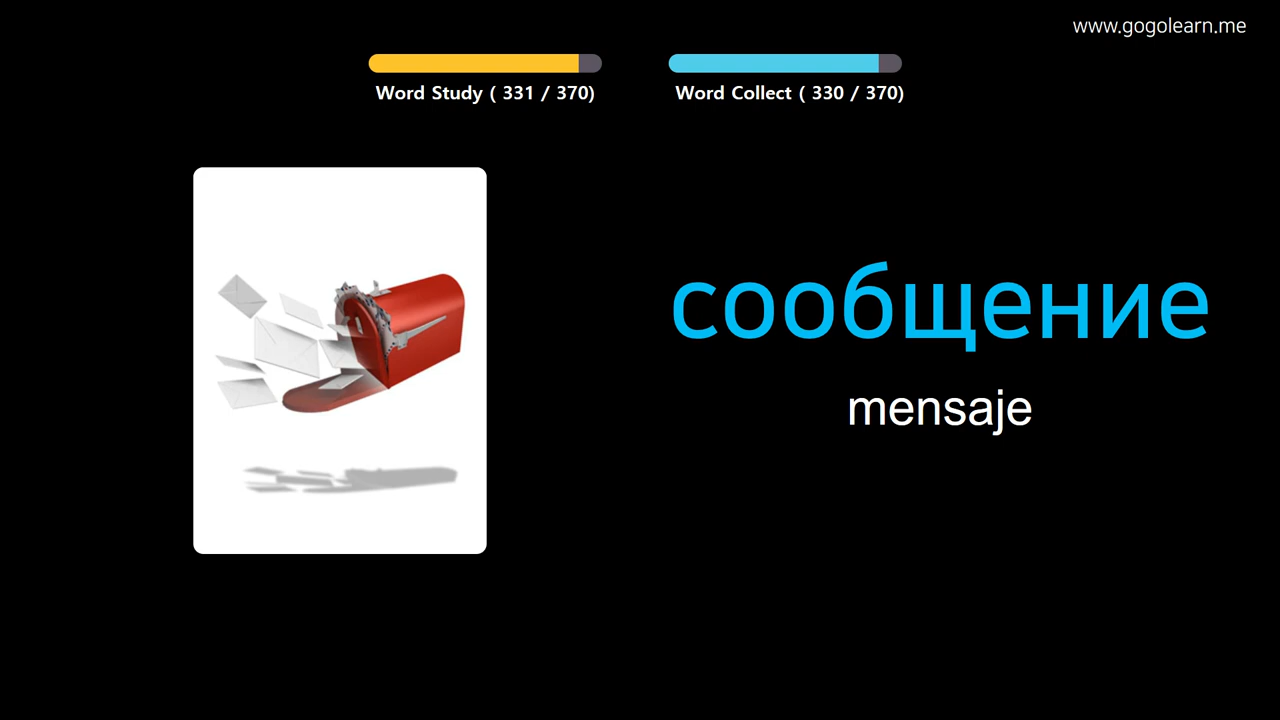 www.gogolearn.me
Word Study ( 331 / 370)
Word Collect ( 330 / 370)
сообщение
mensaje